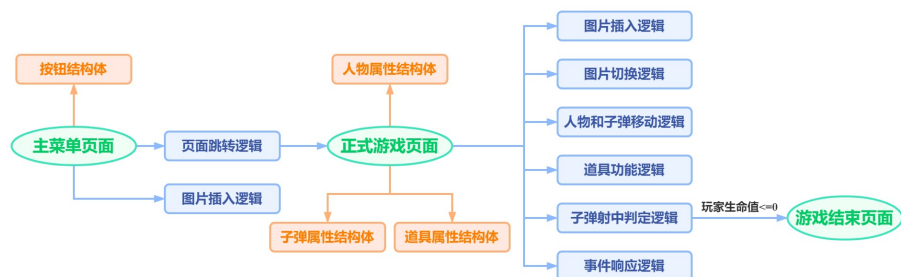 图片插入逻辑
按钮结构体
人物属性结构体
图片切换逻辑
人物和子弹移动逻辑
主菜单页面
页面跳转逻辑
正式游戏页面
道具功能逻辑
图片插入逻辑
子弹射中判定逻辑
玩家生命值<=0
游戏结束页面
子弹属性结构体
道具属性结构体
事件响应逻辑